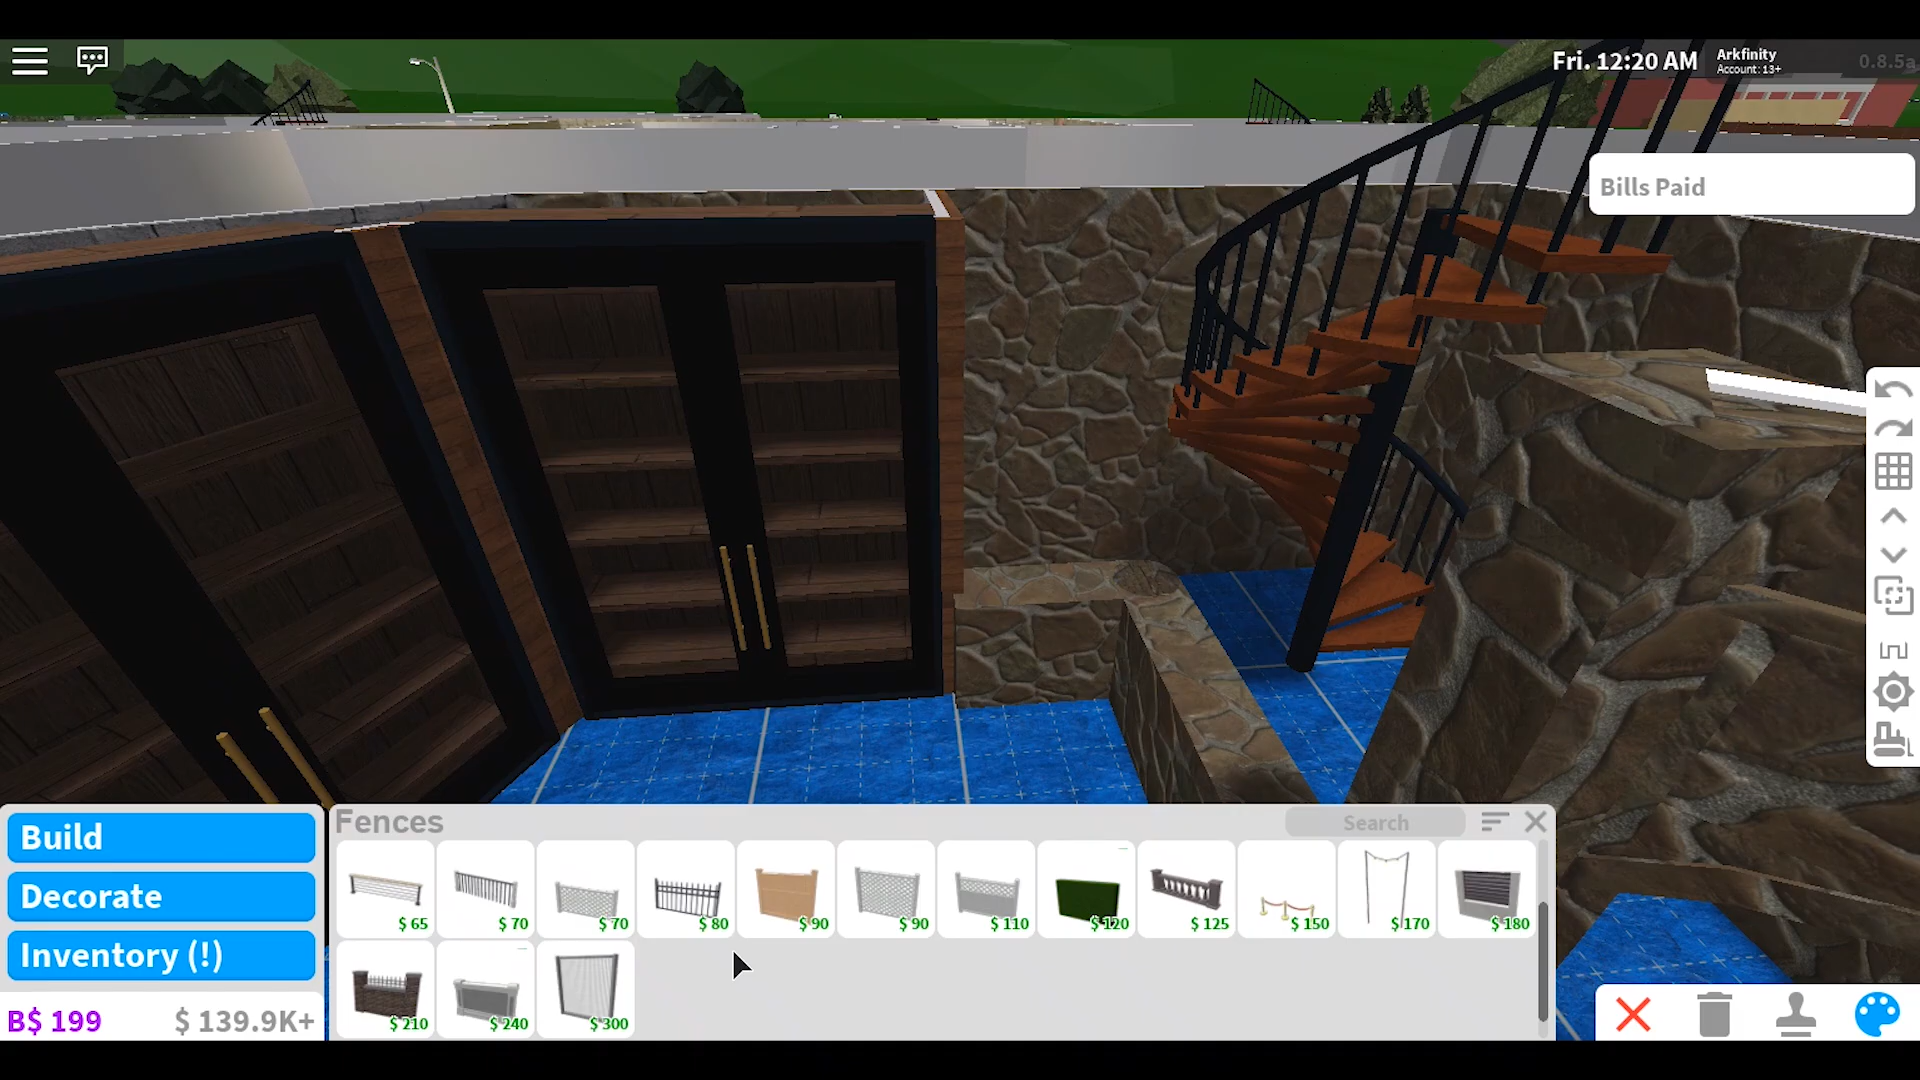 Fri. 12:20 AM
Arkfinity
Account: 13+
0.8.5a
Bills Paid
Build
Decorate
Inventory (!)
B$ 199
$ 139.9K+
Fences
Search
$ 65
$ 70
$ 70
$ 80
$ 90
$ 90
$ 110
$ 120
$ 125
$ 150
$ 170
$ 180
$ 210
$ 240
$ 300